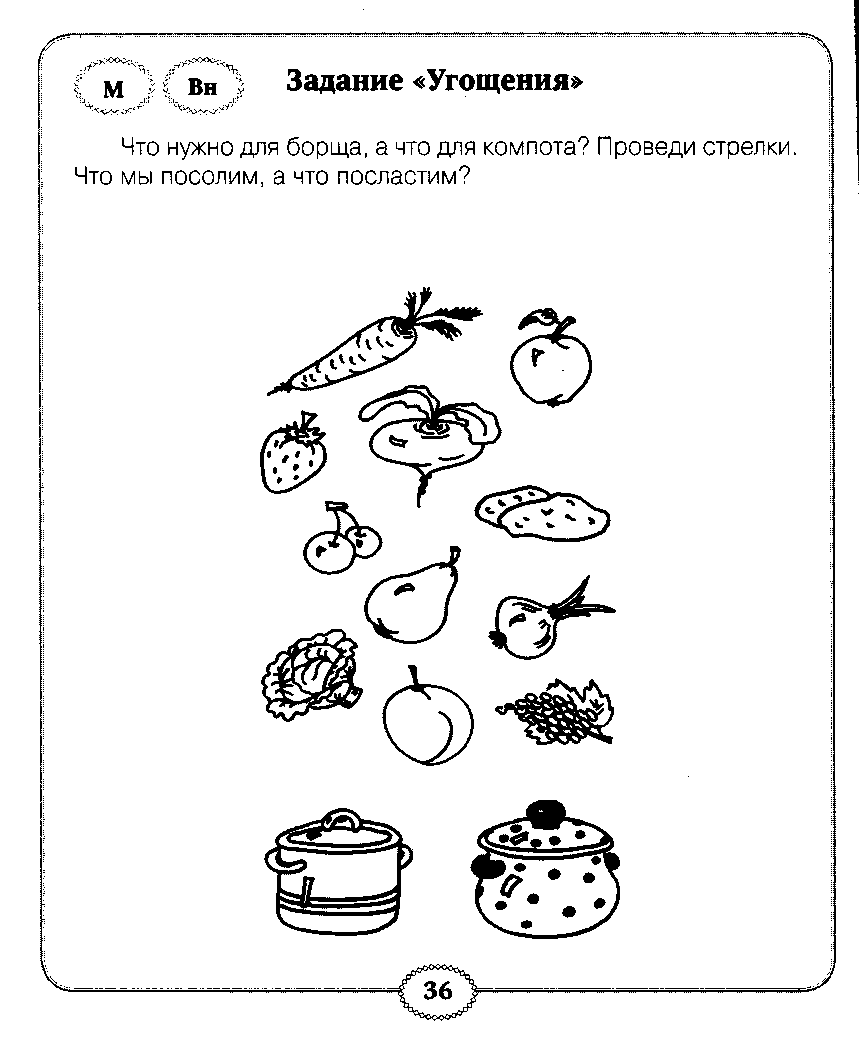 М
Вн
Задание «Угощения»
Что нужно для борща, а что для компота? Проведи стрелки.
Что мы посолим, а что посластим?
36